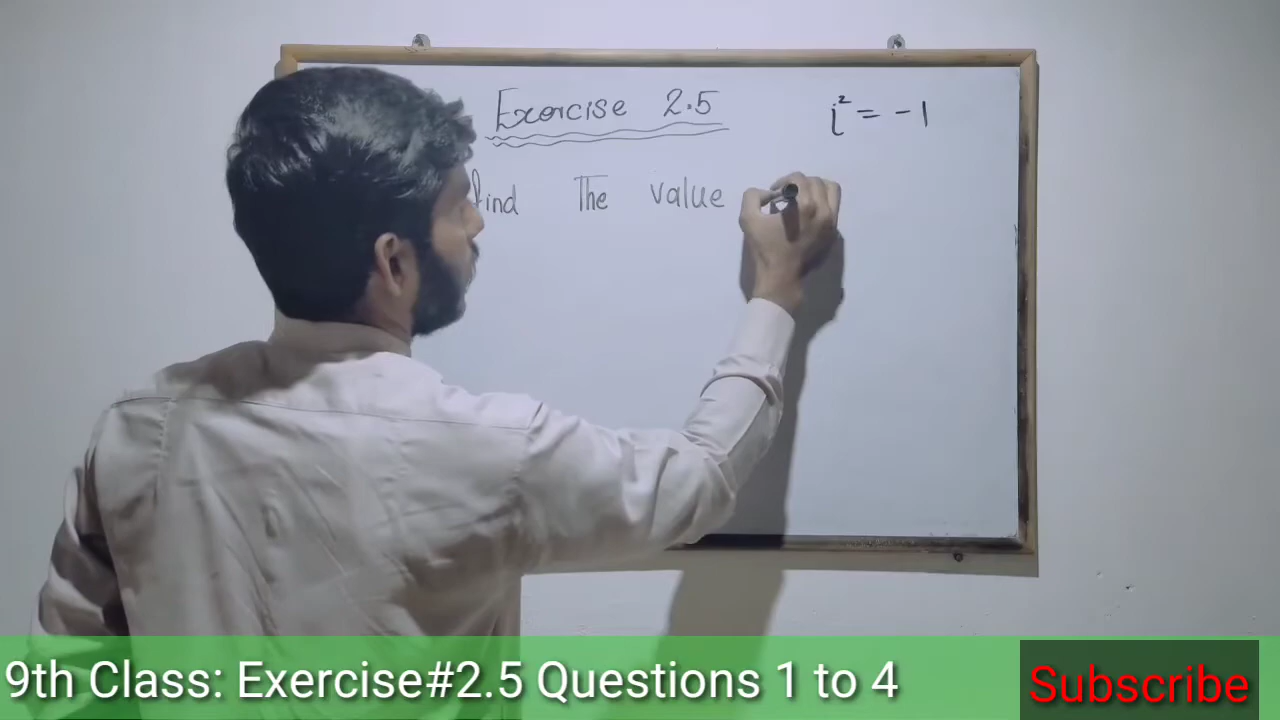 Exercise 2.5
i² = -1
find The value
9th Class: Exercise#2.5 Questions 1 to 4
Subscribe